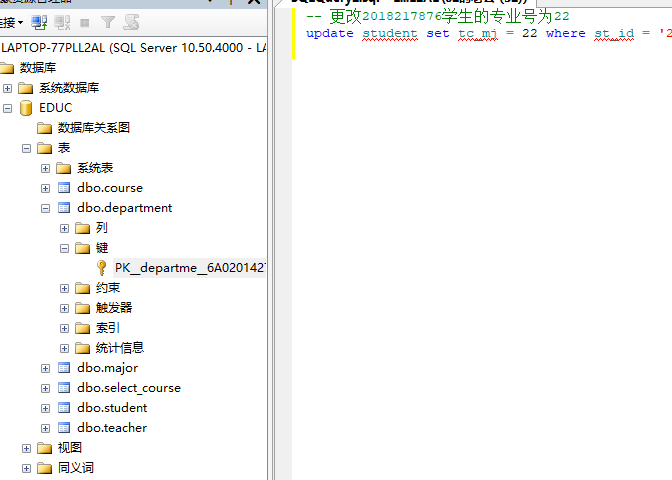 连接
LAPTOP-77PLL2AL (SQL Server 10.50.4000 - LA
数据库
系统数据库
EDUC
数据库关系图
表
系统表
dbo.course
dbo.department
列
键
PK__departme__6A020142
约束
触发器
索引
统计信息
dbo.major
dbo.select_course
dbo.student
dbo.teacher
视图
同义词
-- 更改2018217876学生的专业号为22
update student set tc_mj = 22 where st_id = '2